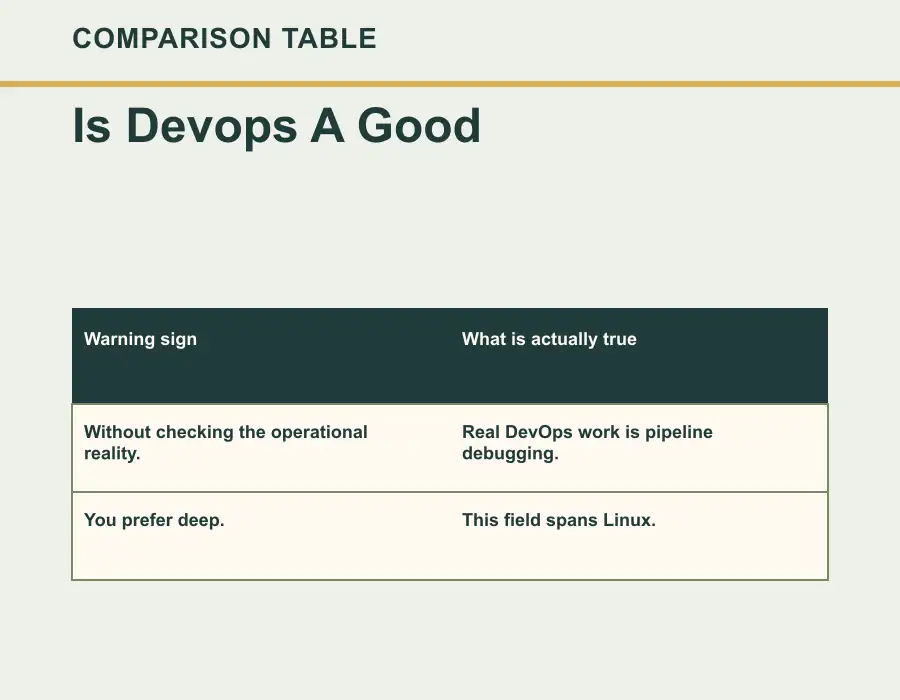 COMPARISON TABLE
Is Devops A Good
Warning sign
What is actually true
Without checking the operational
reality.
Real DevOps work is pipeline
debugging.
You prefer deep.
This field spans Linux.